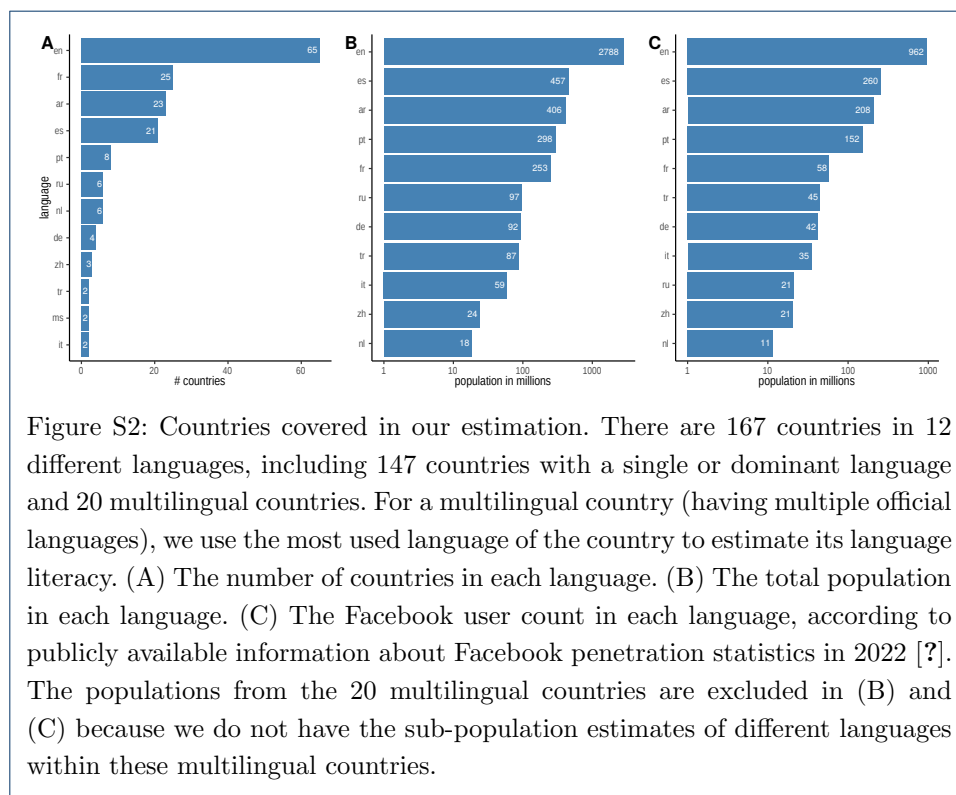 A
en
65
fr
25
ar
23
es
21
pt
8
ru
6
nl
6
de
4
zh
3
tr
2
ms
2
it
2
language
0
20
40
60
# countries
B
en
2788
es
457
ar
406
pt
298
fr
253
ru
97
de
92
tr
87
it
59
zh
24
nl
18
1
10
100
1000
population in millions
C
en
962
es
260
ar
208
pt
152
fr
58
tr
45
de
42
it
35
ru
21
zh
21
nl
11
1
10
100
1000
population in millions
Figure S2: Countries covered in our estimation. There are 167 countries in 12
different languages, including 147 countries with a single or dominant language
and 20 multilingual countries. For a multilingual country (having multiple official
languages), we use the most used language of the country to estimate its language
literacy. (A) The number of countries in each language. (B) The total population
in each language. (C) The Facebook user count in each language, according to
publicly available information about Facebook penetration statistics in 2022 [?].
The populations from the 20 multilingual countries are excluded in (B) and
(C) because we do not have the sub-population estimates of different languages
within these multilingual countries.